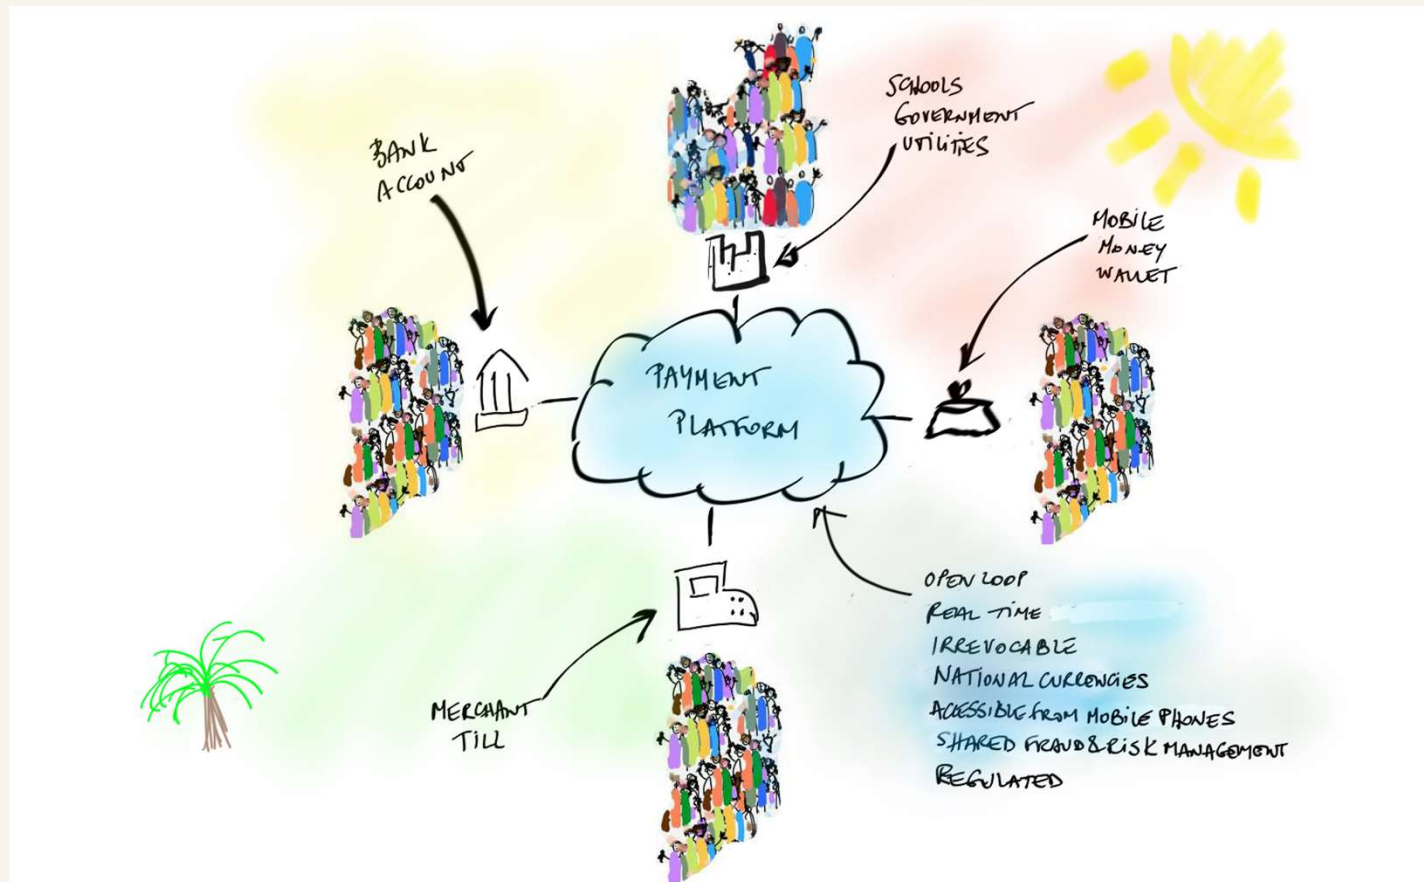 SCHOOLS
GOVERNMENT
UTILITIES
BANK
ACCOUNT
MOBILE
MONEY
WALLET
PAYMENT
PLATFORM
OPEN LOOP
REAL TIME
IRREVOCABLE
NATIONAL CURRENCIES
ACCESSIBLE FROM MOBILE PHONES
SHARED FRAUD & RISK MANAGEMENT
REGULATED
MERCHANT
TILL